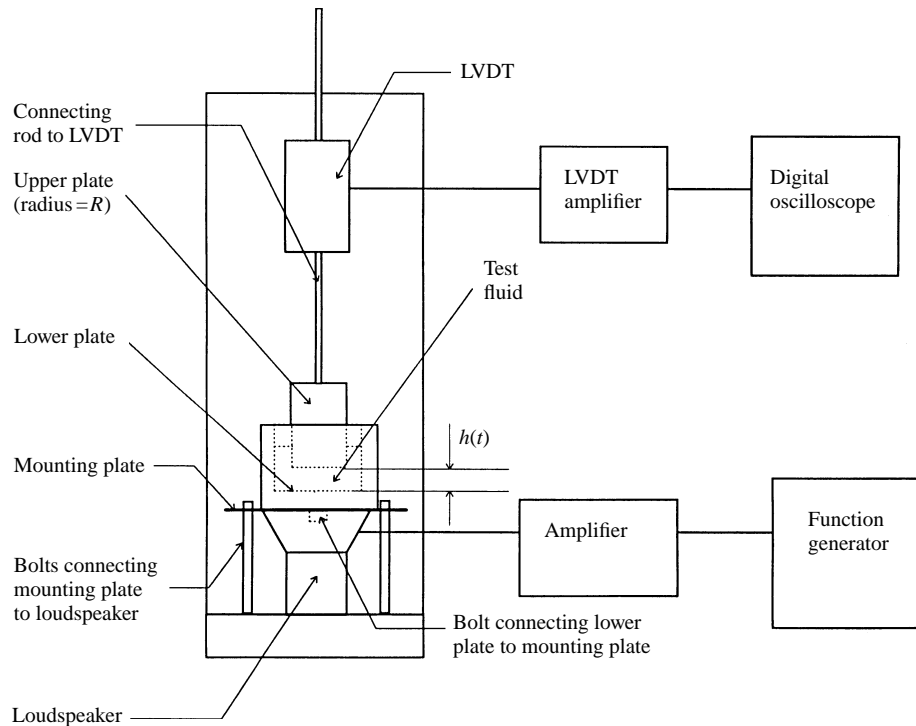 LVDT
Connecting
rod to LVDT
Upper plate
(radius = R)
LVDT
amplifier
Digital
oscilloscope
Test
fluid
Lower plate
h(t)
Mounting plate
Amplifier
Function
generator
Bolts connecting
mounting plate
to loudspeaker
Bolt connecting lower
plate to mounting plate
Loudspeaker